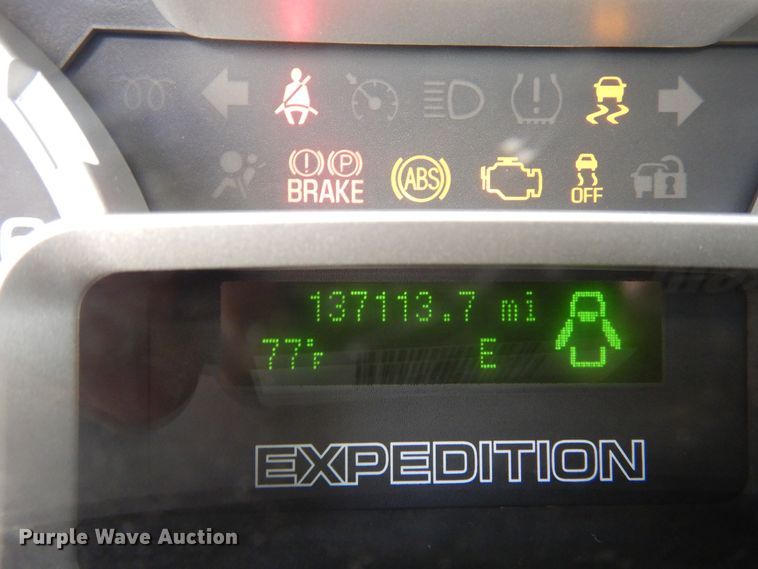 (!) (P)
BRAKE
ABS
OFF
137113.7 mi
77°F
E
EXPEDITION
Purple Wave Auction